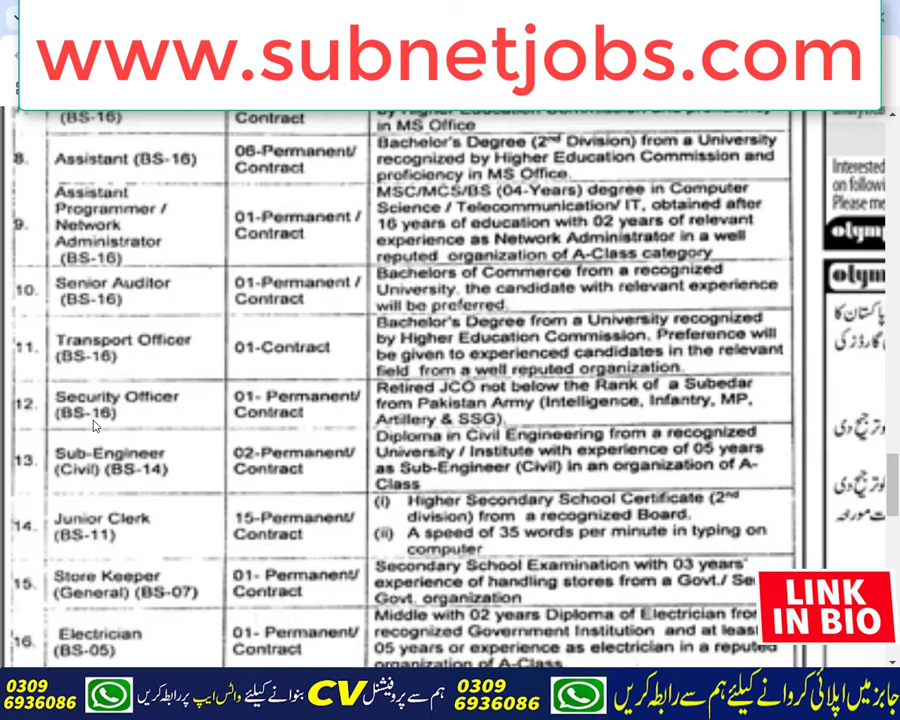 www.subnetjobs.com
(BS-16)
Contract
in MS Office
8.
Assistant (BS-16)
06-Permanent/
Contract
Bachelor's Degree (2nd Division) from a University
recognized by Higher Education Commission and
proficiency in MS Office.
9.
Assistant
Programmer /
Network
Administrator
(BS-16)
01-Permanent /
Contract
MSC/MCS/BS (04-Years) degree in Computer
Science / Telecommunication/ IT, obtained after
16 years of education with 02 years of relevant
experience as Network Administrator in a well
reputed organization of A-Class category
10.
Senior Auditor
(BS-16)
01-Permanent /
Contract
Bachelors of Commerce from a recognized
University. the candidate with relevant experience
will be preferred.
11.
Transport Officer
(BS-16)
01-Contract
Bachelor's Degree from a University recognized
by Higher Education Commission. Preference will
be given to experienced candidates in the relevant
field from a well reputed organization.
12.
Security Officer
(BS-16)
01- Permanent/
Contract
Retired JCO not below the Rank of a Subedar
from Pakistan Army (Intelligence, Infantry, MP,
Artillery & SSG).
13.
Sub-Engineer
(Civil) (BS-14)
02-Permanent/
Contract
Diploma in Civil Engineering from a recognized
University / Institute with experience of 05 years
as Sub-Engineer (Civil) in an organization of A-
Class
14.
Junior Clerk
(BS-11)
15-Permanent/
Contract
(i) Higher Secondary School Certificate (2nd
division) from a recognized Board.
(ii) A speed of 35 words per minute in typing on
computer
15.
Store Keeper
(General) (BS-07)
01- Permanent/
Contract
Secondary School Examination with 03 years'
experience of handling stores from a Govt./
Govt. organization
16.
Electrician
(BS-05)
01- Permanent/
Contract
Middle with 02 years Diploma of Electrician
recognized Government Institution and at least
05 years or experience as electrician in a reputed
organization of A-Class.
Interested
on followi
Please me
پاکستان کا
گارڈز کی
ترجیح دی
LINK
IN BIO
0309
6936086
ہم سے پروفیشنل CV بنوانے کیلئے واٹس ایپ پر رابطہ کریں
0309
6936086
جابز میں اپلائی کروانے کیلئے ہم سے رابطہ کریں